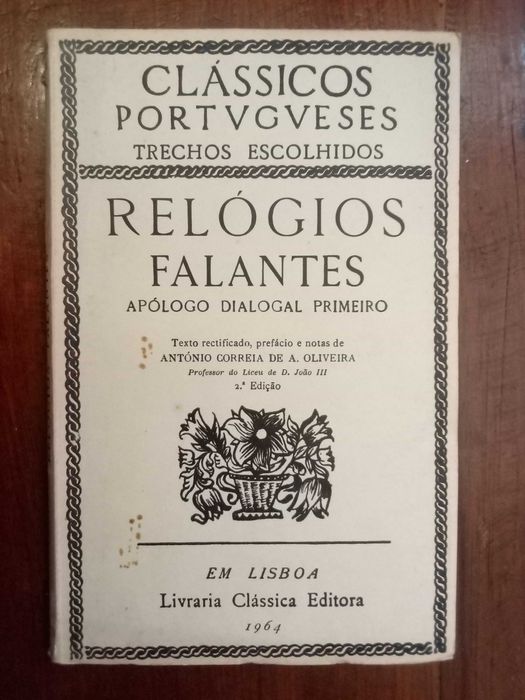 CLÁSSICOS
PORTVGVESES
TRECHOS ESCOLHIDOS
RELÓGIOS
FALANTES
APÓLOGO DIALOGAL PRIMEIRO
Texto rectificado, prefácio e notas de
ANTÓNIO CORREIA DE A. OLIVEIRA
Professor do Liceu de D. João III
2.ª Edição
EM LISBOA
Livraria Clássica Editora
1964